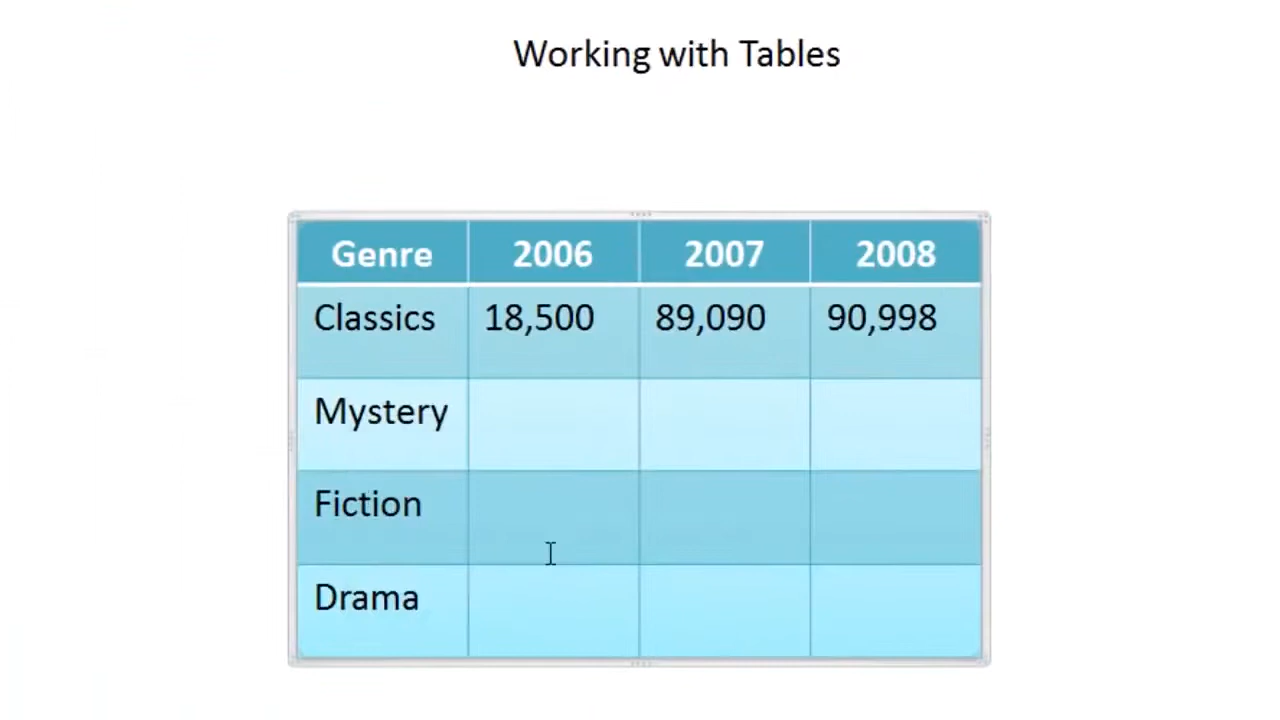 Working with Tables
Genre 2006 2007 2008
Classics 18,500 89,090 90,998
Mystery
Fiction
Drama